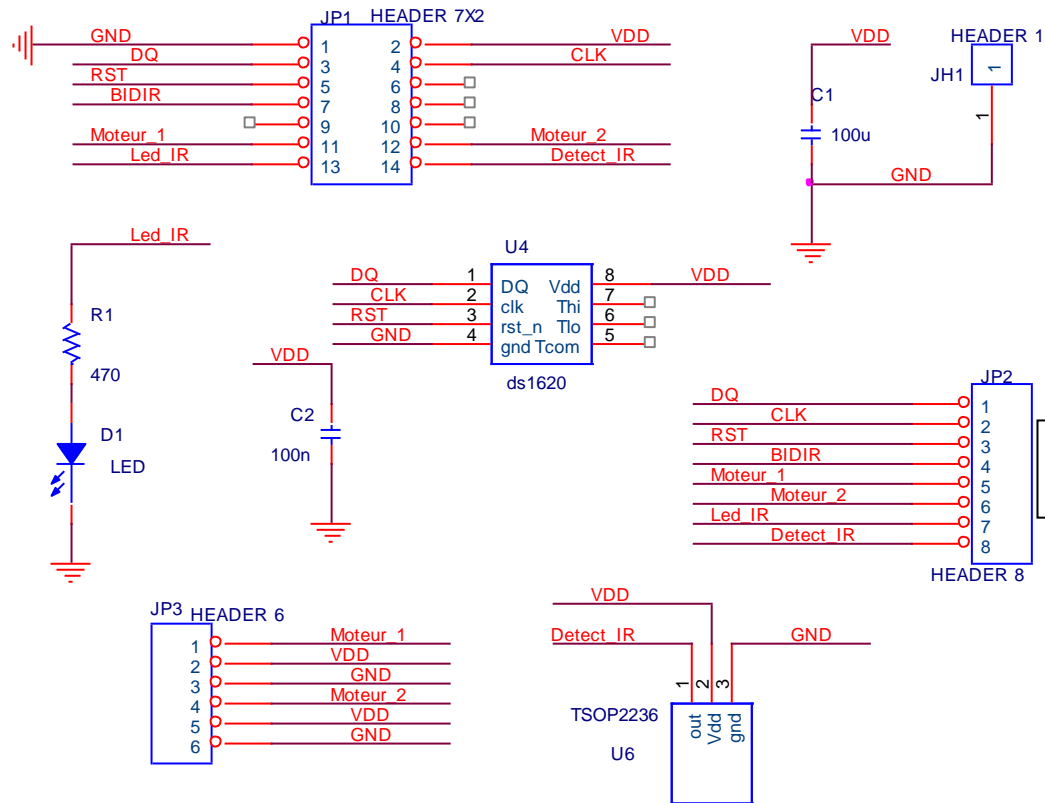 JP1 HEADER 7X2
GND 1 2 VDD
DQ 3 4 CLK
RST 5 6
BIDIR 7 8
9 10
Moteur_1 11 12 Moteur_2
Led_IR 13 14 Detect_IR
VDD
C1
100u
GND
HEADER 1
JH1
1
1
Led_IR
R1
470
D1
LED
U4
DQ 1 DQ Vdd 8 VDD
CLK 2 clk Thi 7
RST 3 rst_n Tlo 6
GND 4 gnd Tcom 5
ds1620
VDD
C2
100n
JP2
DQ 1
CLK 2
RST 3
BIDIR 4
Moteur_1 5
Moteur_2 6
Led_IR 7
Detect_IR 8
HEADER 8
JP3 HEADER 6
1 Moteur_1
2 VDD
3 GND
4 Moteur_2
5 VDD
6 GND
VDD
Detect_IR GND
1 2 3
out Vdd gnd
TSOP2236
U6